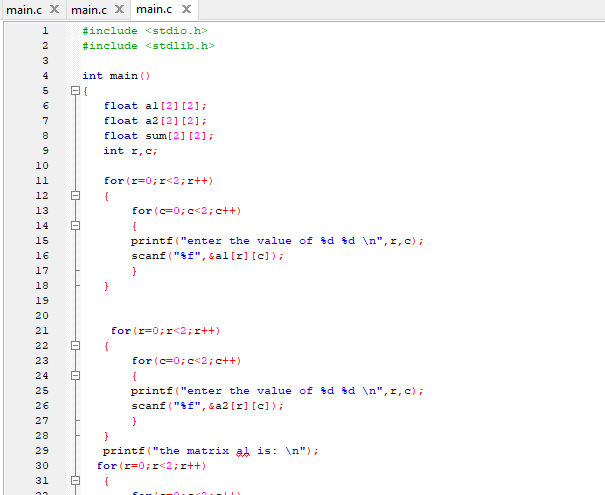 main.c main.c main.c
1 #include <stdio.h>
2 #include <stdlib.h>
3
4 int main()
5 {
6 float a1[2][2];
7 float a2[2][2];
8 float sum[2][2];
9 int r,c;
10
11 for(r=0;r<2;r++)
12 {
13 for(c=0;c<2;c++)
14 {
15 printf("enter the value of %d %d \n",r,c);
16 scanf("%f",&a1[r][c]);
17 }
18 }
19
20
21 for(r=0;r<2;r++)
22 {
23 for(c=0;c<2;c++)
24 {
25 printf("enter the value of %d %d \n",r,c);
26 scanf("%f",&a2[r][c]);
27 }
28 }
29 printf("the matrix a1 is: \n");
30 for(r=0;r<2;r++)
31 {